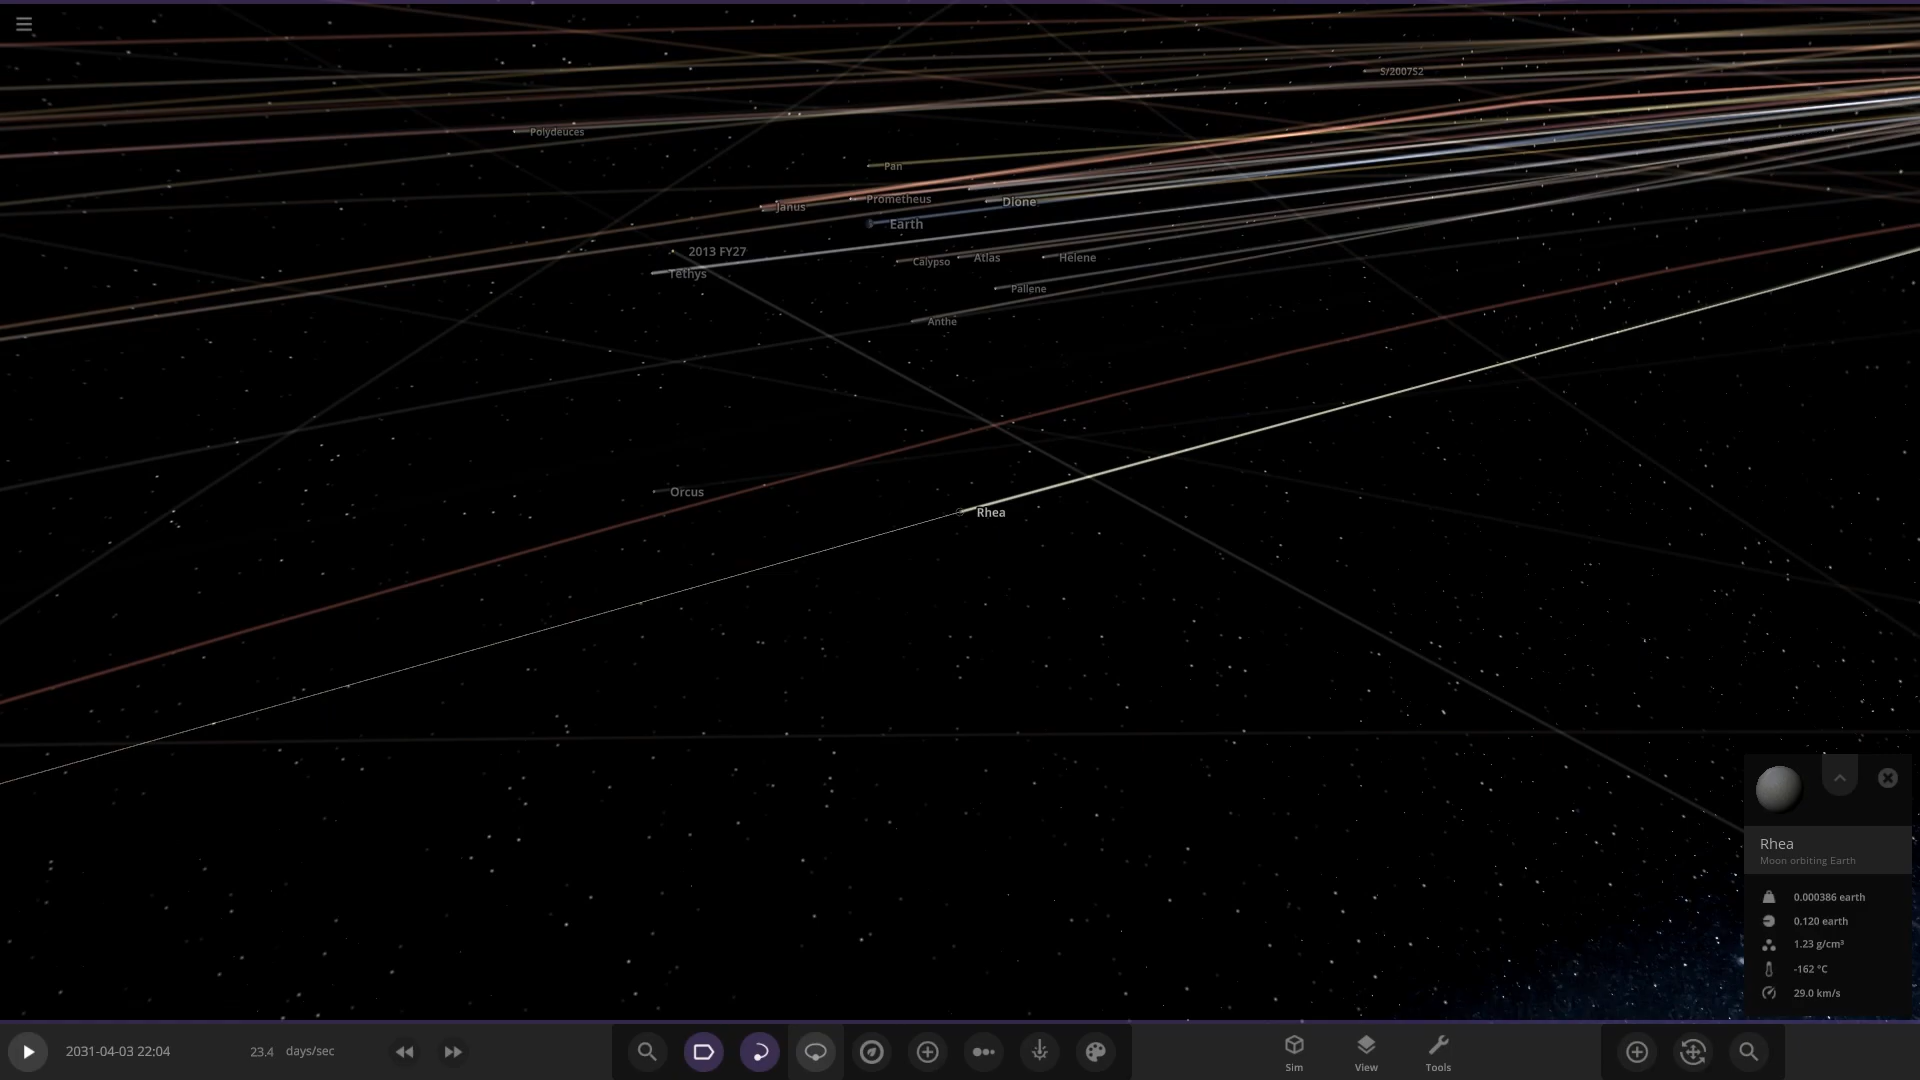 S/2007S2
Polydeuces
Pan
Prometheus
Dione
Janus
Earth
2013 FY27
Tethys
Calypso
Atlas
Helene
Pallene
Anthe
Orcus
Rhea
Rhea
Moon orbiting Earth
0.000386 earth
0.120 earth
1.23 g/cm³
-162 °C
29.0 km/s
2031-04-03 22:04
23.4 days/sec
Sim
View
Tools